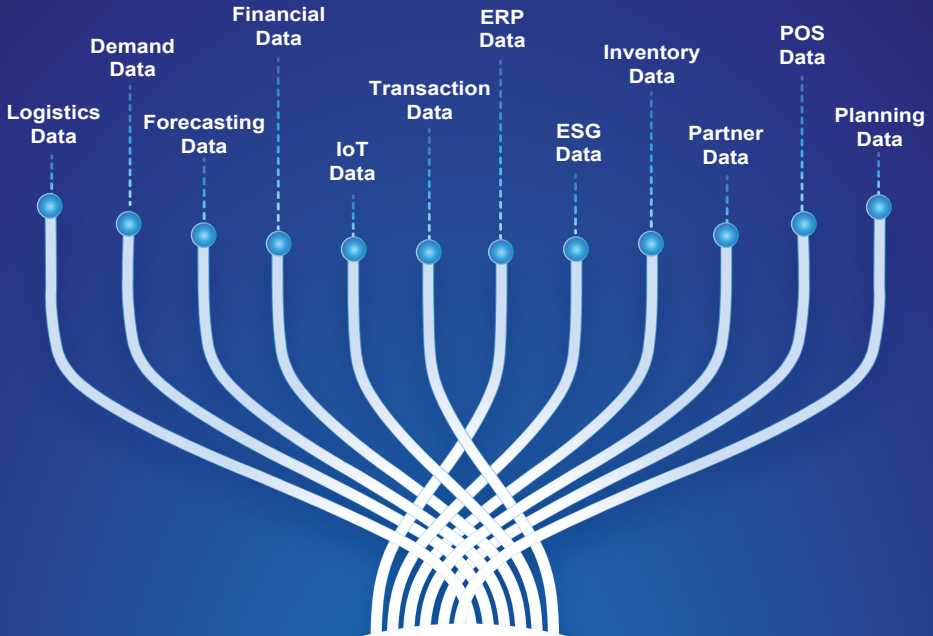 Logistics
Data
Demand
Data
Forecasting
Data
Financial
Data
IoT
Data
Transaction
Data
ERP
Data
ESG
Data
Inventory
Data
Partner
Data
POS
Data
Planning
Data